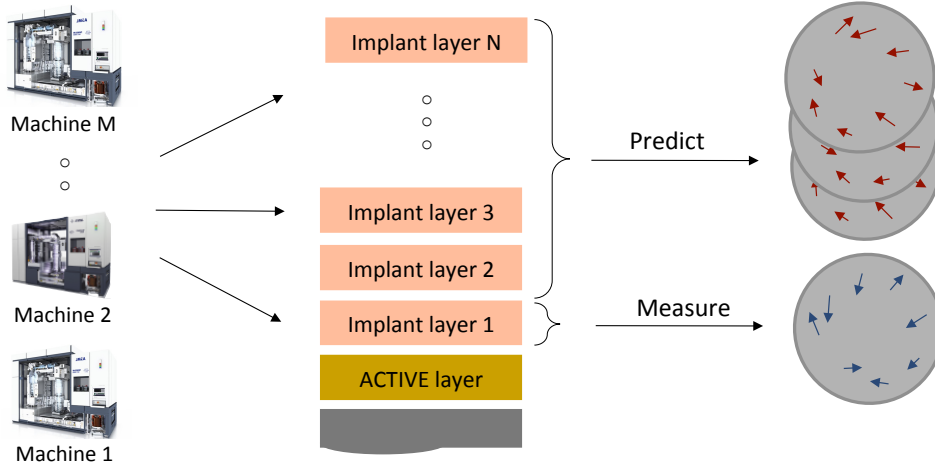 Machine M
Machine 2
Machine 1
Implant layer N
Implant layer 3
Implant layer 2
Implant layer 1
ACTIVE layer
Predict
Measure